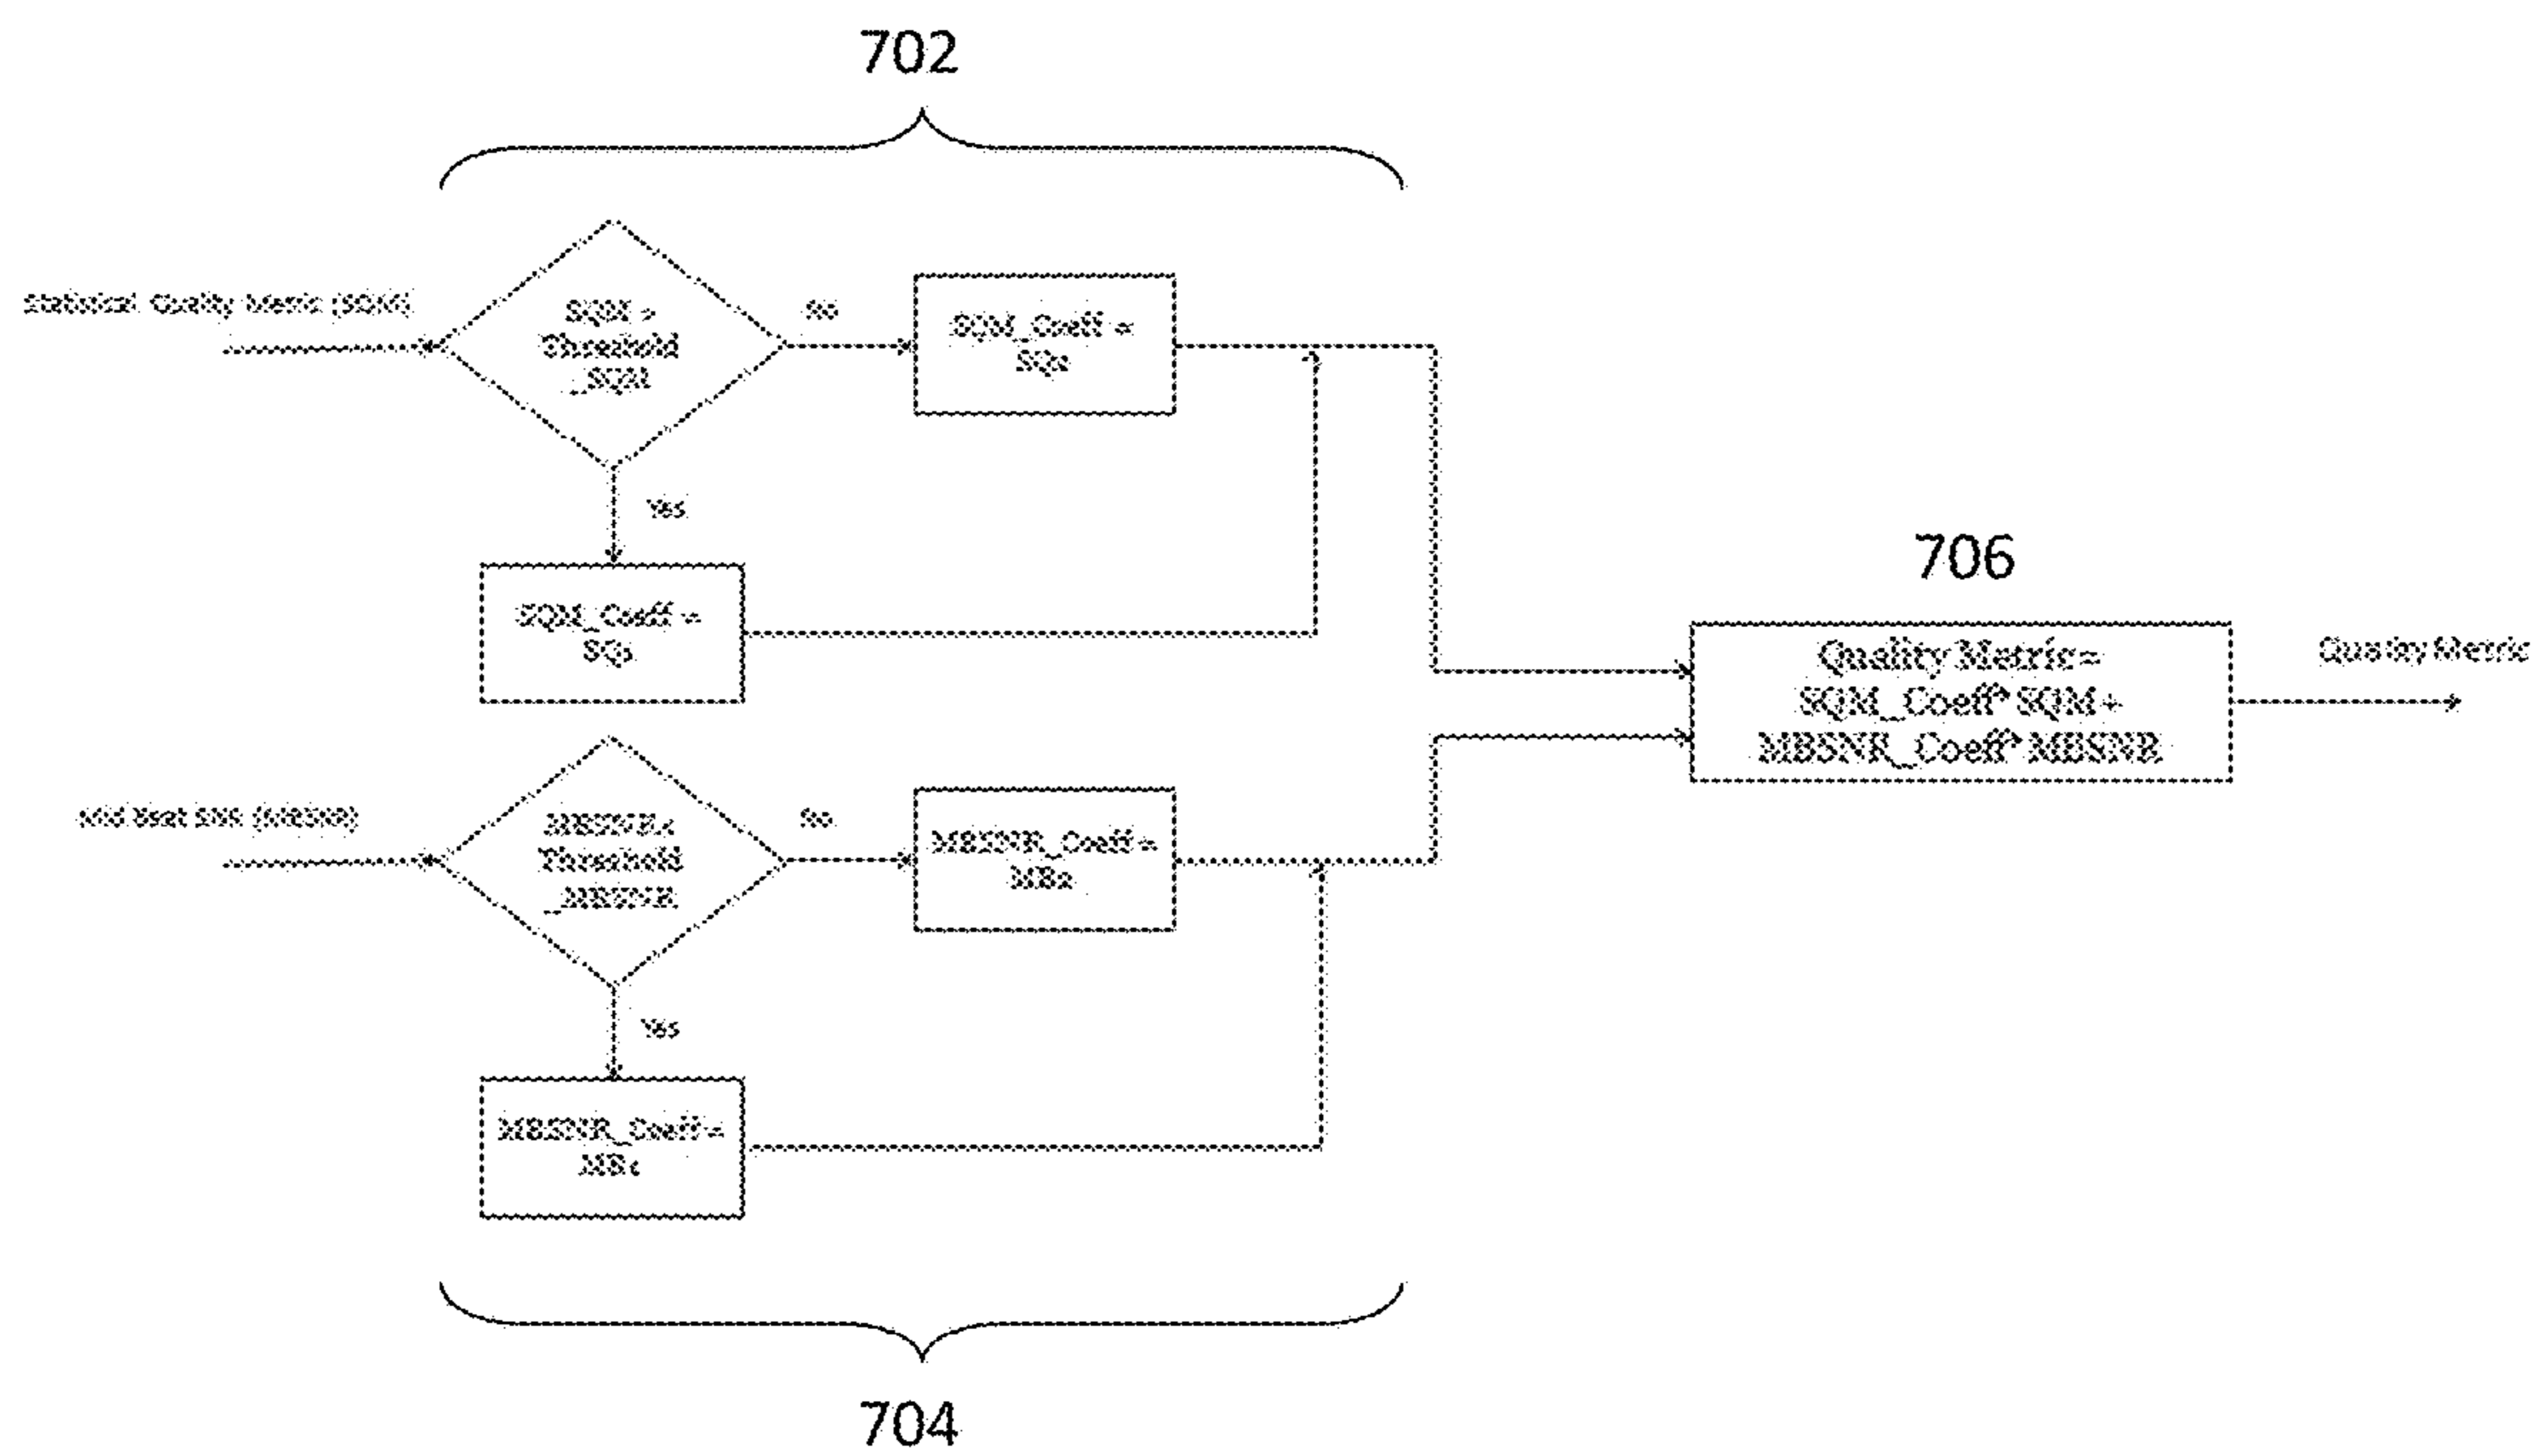 702
Statistical Quality Metric (SQM)
SQM >
Threshold
_SQM
No
SQM_Coeff =
Yes
SQM_Coeff =
706
Quality Metric=
SQM_Coeff*SQM+
MBSNR_Coeff*MBSNR
Quality Metric
Mid Beat SNR (MBSNR)
Threshold
_MBSNR
No
MBSNR_Coeff=
Yes
MBSNR_Coeff=
704